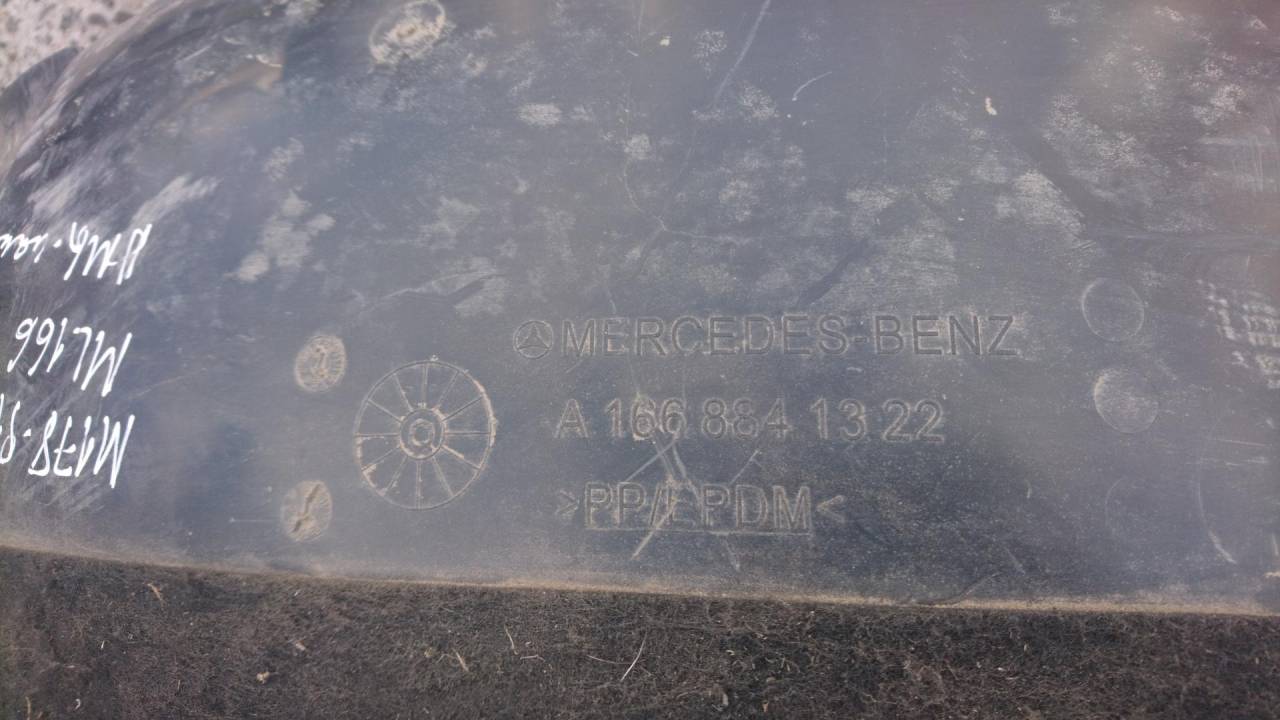 MERCEDES-BENZ
A 166 884 13 22
>PP/EPDM<
ML166